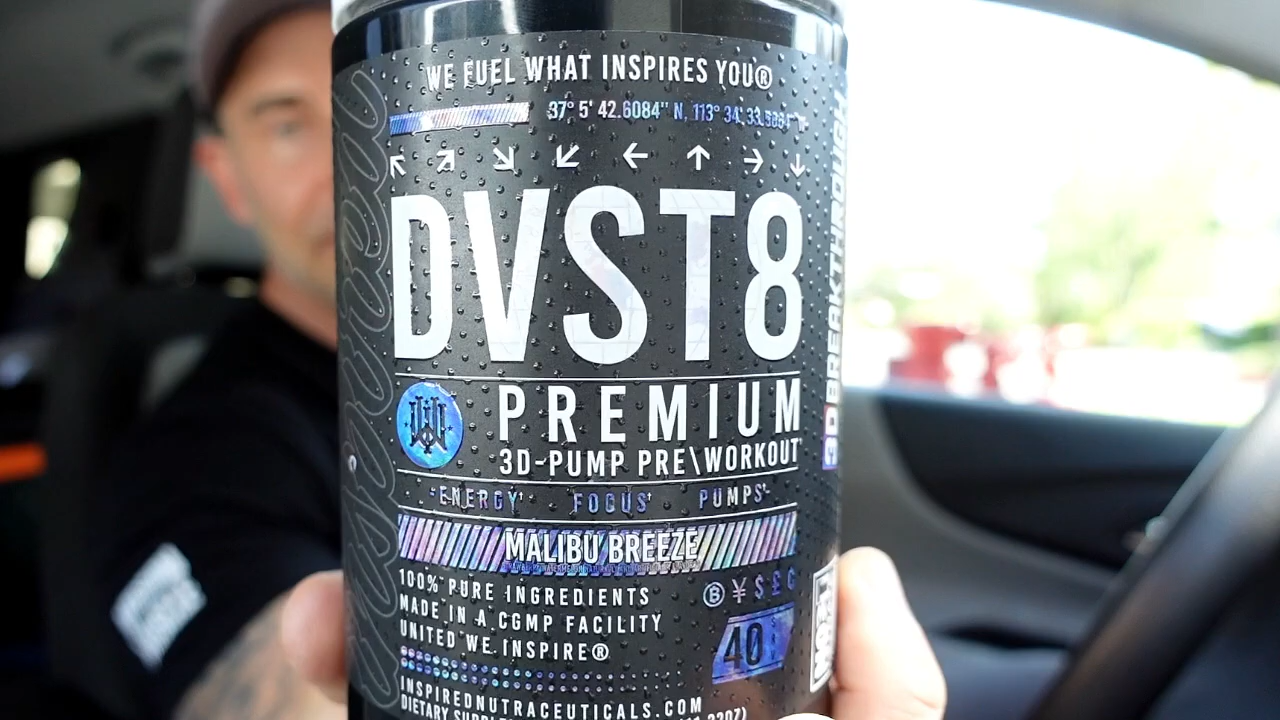 WE FUEL WHAT INSPIRES YOU®
37° 5' 42.6084'' N, 113° 34'
DVST8
PREMIUM
3D-PUMP PRE\WORKOUT
-ENERGY† FOCUS† PUMPS†-
MALIBU BREEZE
100% PURE INGREDIENTS
MADE IN A CGMP FACILITY
UNITED WE INSPIRE®
INSPIREDNUTRACEUTICALS.COM
DIETARY
40
Ⓑ ¥ $ £ €
3D BREAKTHROUGH